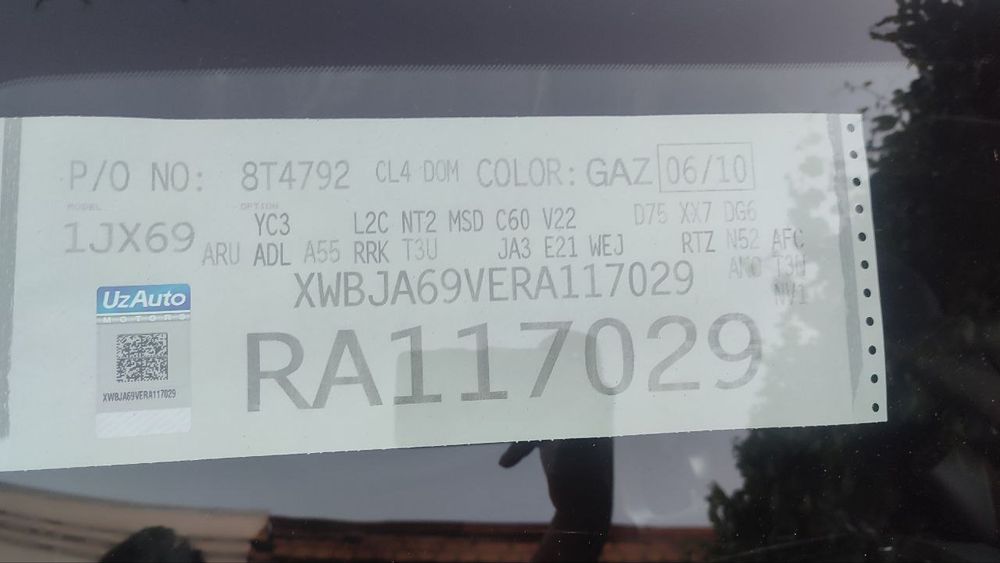 P/O NO: 8T4792 CL4 DOM COLOR: GAZ 06/10
MODEL OPTION
1JX69 YC3 L2C NT2 MSD C60 V22 D75 XX7 DG6
ARU ADL A55 RRK T3U JA3 E21 WEJ RTZ N52 AFC
T3U
XWBJA69VERA117029 NV1
UzAuto
MOTORS
RA117029
XWBJA69VERA117029